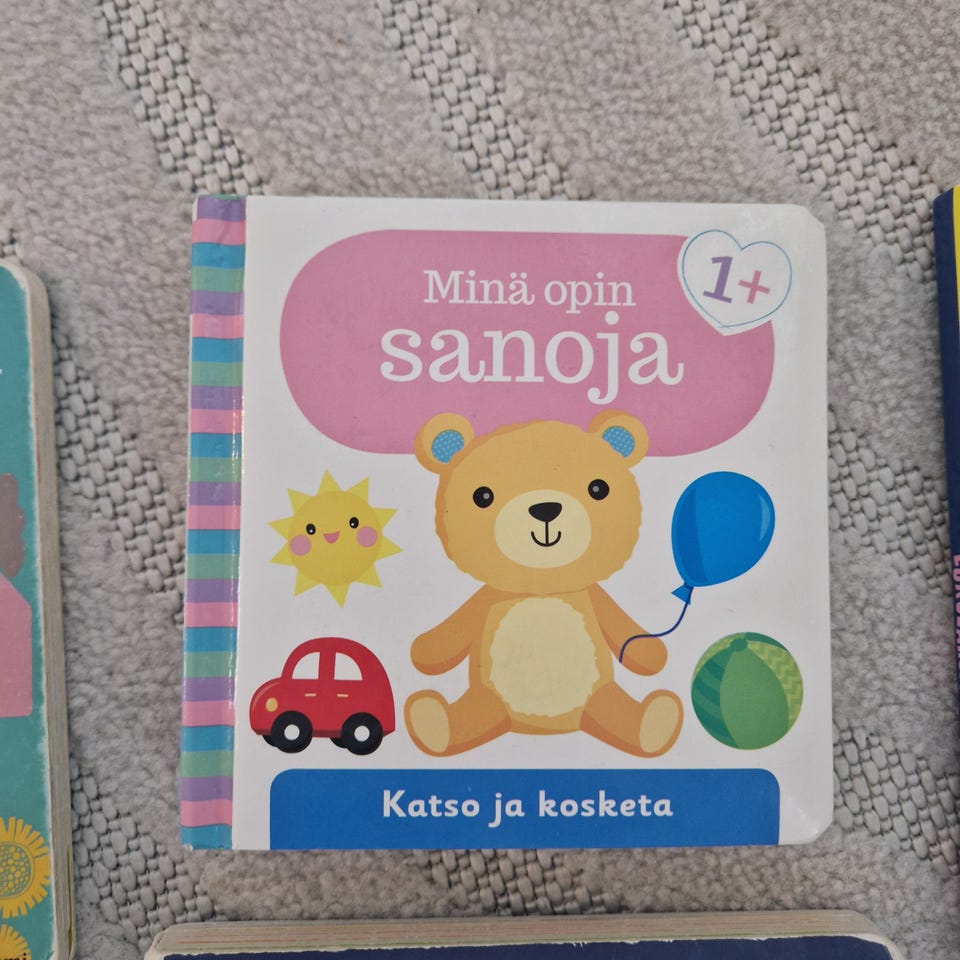 Minä opin
sanoja
1+
Katso ja kosketa